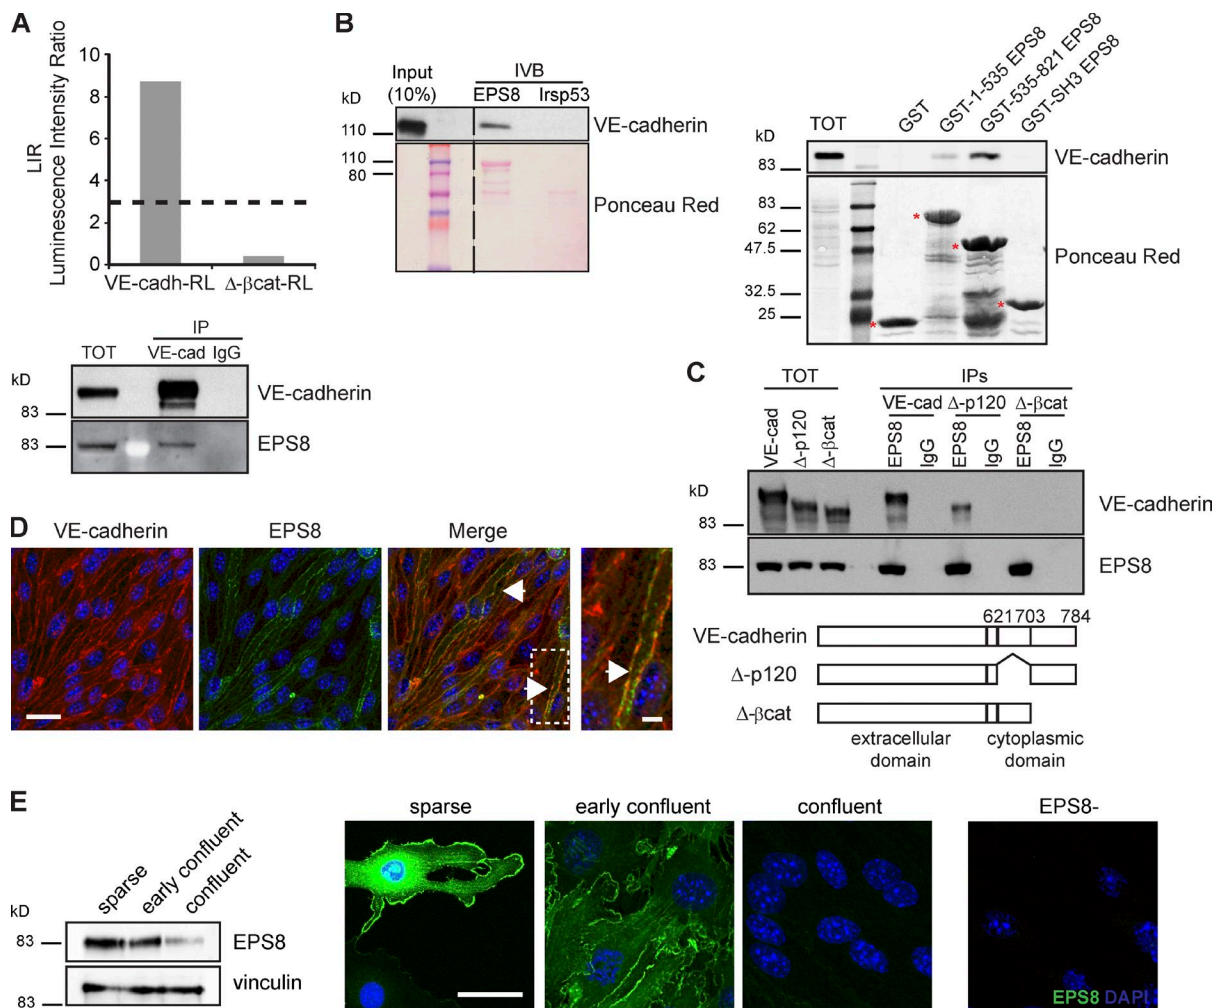 A
LIR
Luminescence Intensity Ratio
10
8
6
4
2
0
VE-cadh-RL Δ-βcat-RL
IP
TOT VE-cad IgG
kD
VE-cadherin
83
83
EPS8
B
Input
(10%)
IVB
EPS8 Irsp53
kD
110
VE-cadherin
110
80
Ponceau Red
TOT
GST
GST-1-535 EPS8
GST-535-821 EPS8
GST-SH3 EPS8
kD
83
VE-cadherin
83
62
47.5
32.5
25
Ponceau Red
*
*
*
*
C
TOT IPs
VE-cad Δ-p120 Δ-βcat
VE-cad
Δ-p120
Δ-βcat
EPS8
IgG
EPS8
IgG
EPS8
IgG
kD
83
VE-cadherin
83
EPS8
621703 784
VE-cadherin
Δ-p120
Δ-βcat
extracellular
domain
cytoplasmic
domain
D
VE-cadherin EPS8 Merge
E
sparse
early confluent
confluent
kD
83
EPS8
vinculin
83
sparse early confluent confluent EPS8-
EPS8 DAPI